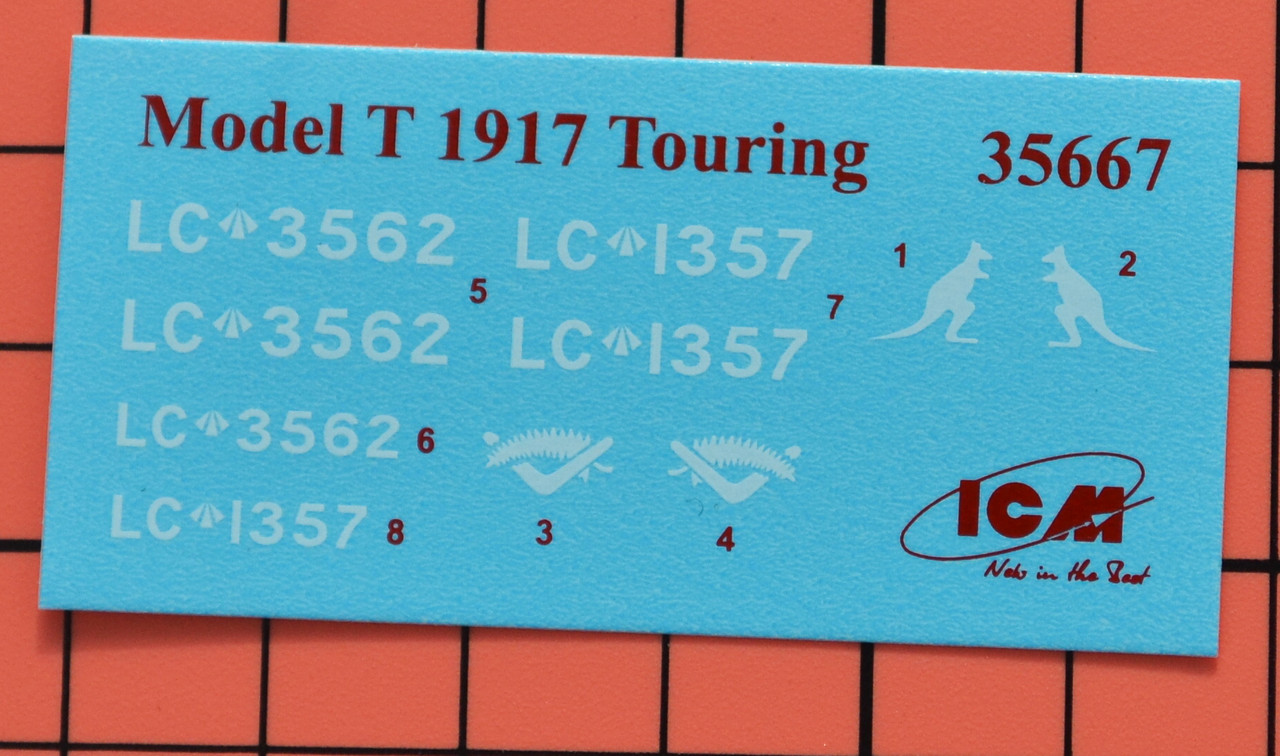 Model T 1917 Touring 35667
LC 3562 LC 1357 1 2
5 7
LC 3562 LC 1357
LC 3562 6
LC 1357 8 3 4
ICM
New in the Best